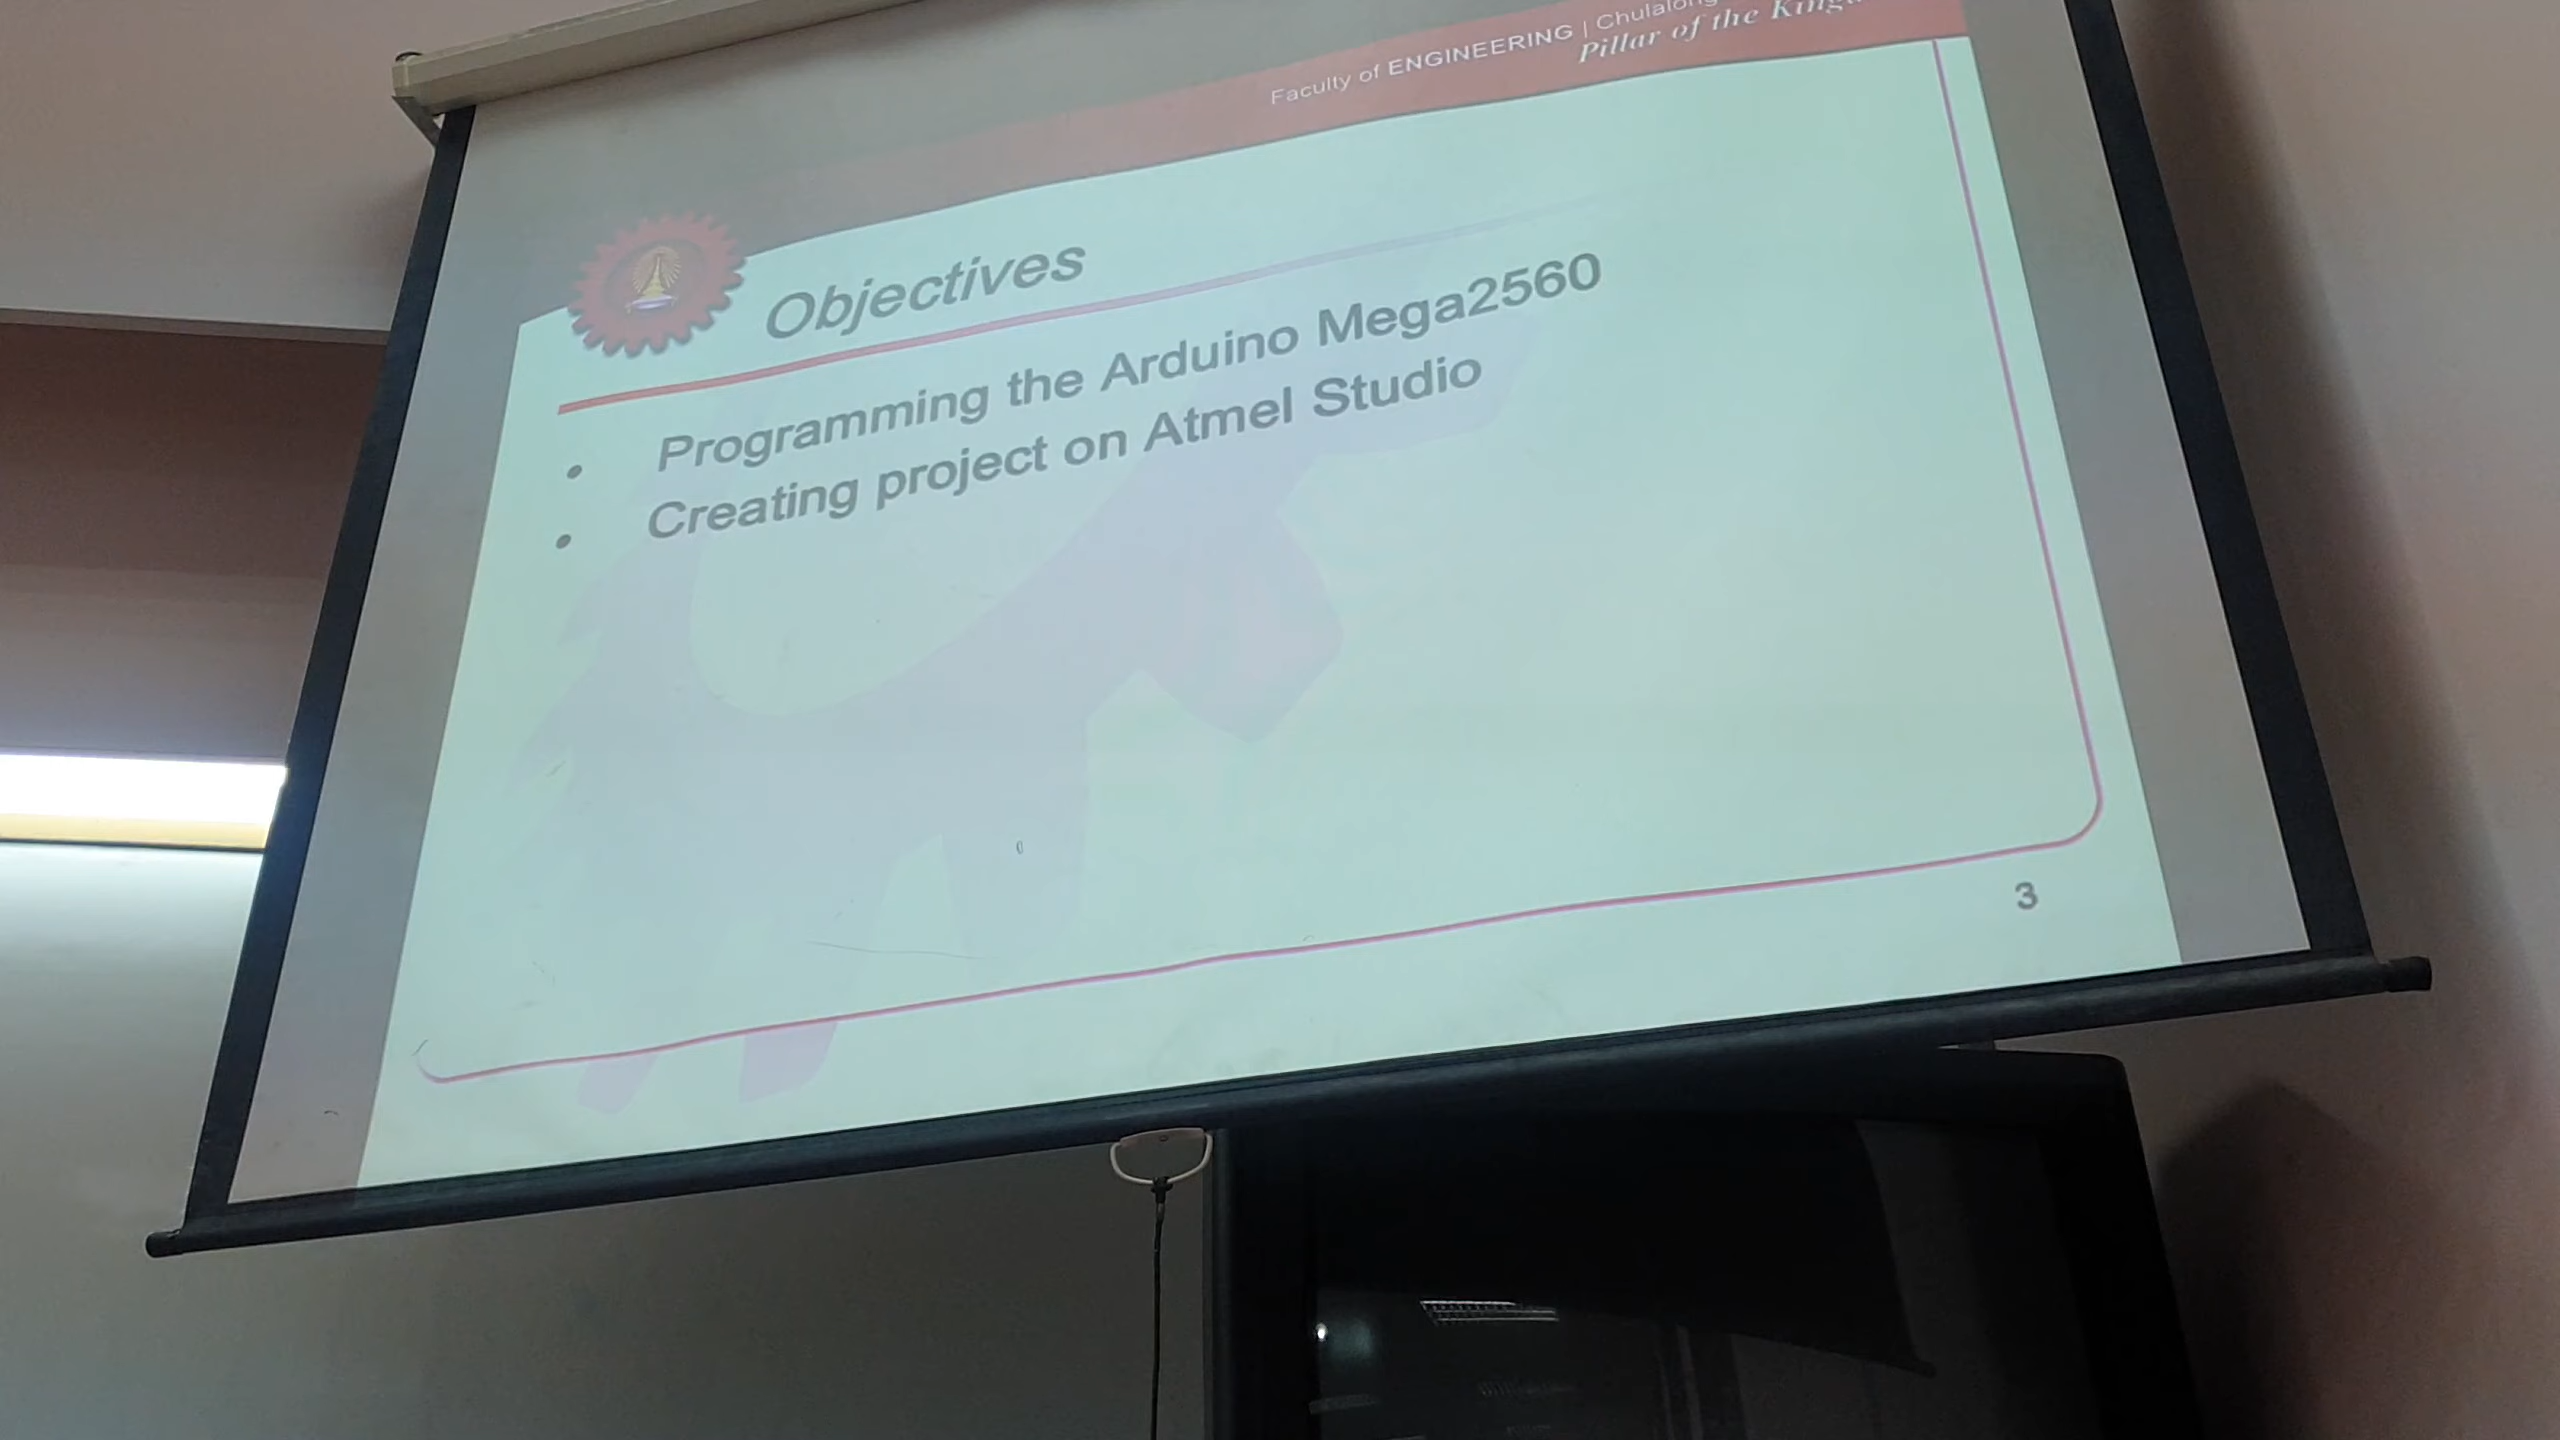 Faculty of ENGINEERING | Chulalong
Pillar of the King
Objectives
• Programming the Arduino Mega2560
• Creating project on Atmel Studio
3